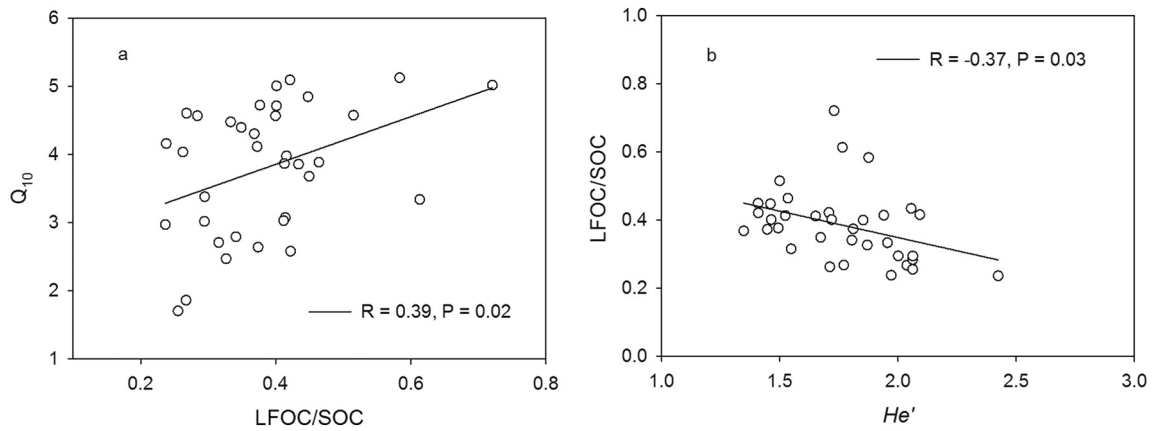 a
6
5
4
3
2
1
Q10
R = 0.39, P = 0.02
0.2 0.4 0.6 0.8
LFOC/SOC
b
1.0
0.8
0.6
0.4
0.2
0.0
LFOC/SOC
R = -0.37, P = 0.03
1.0 1.5 2.0 2.5 3.0
He'